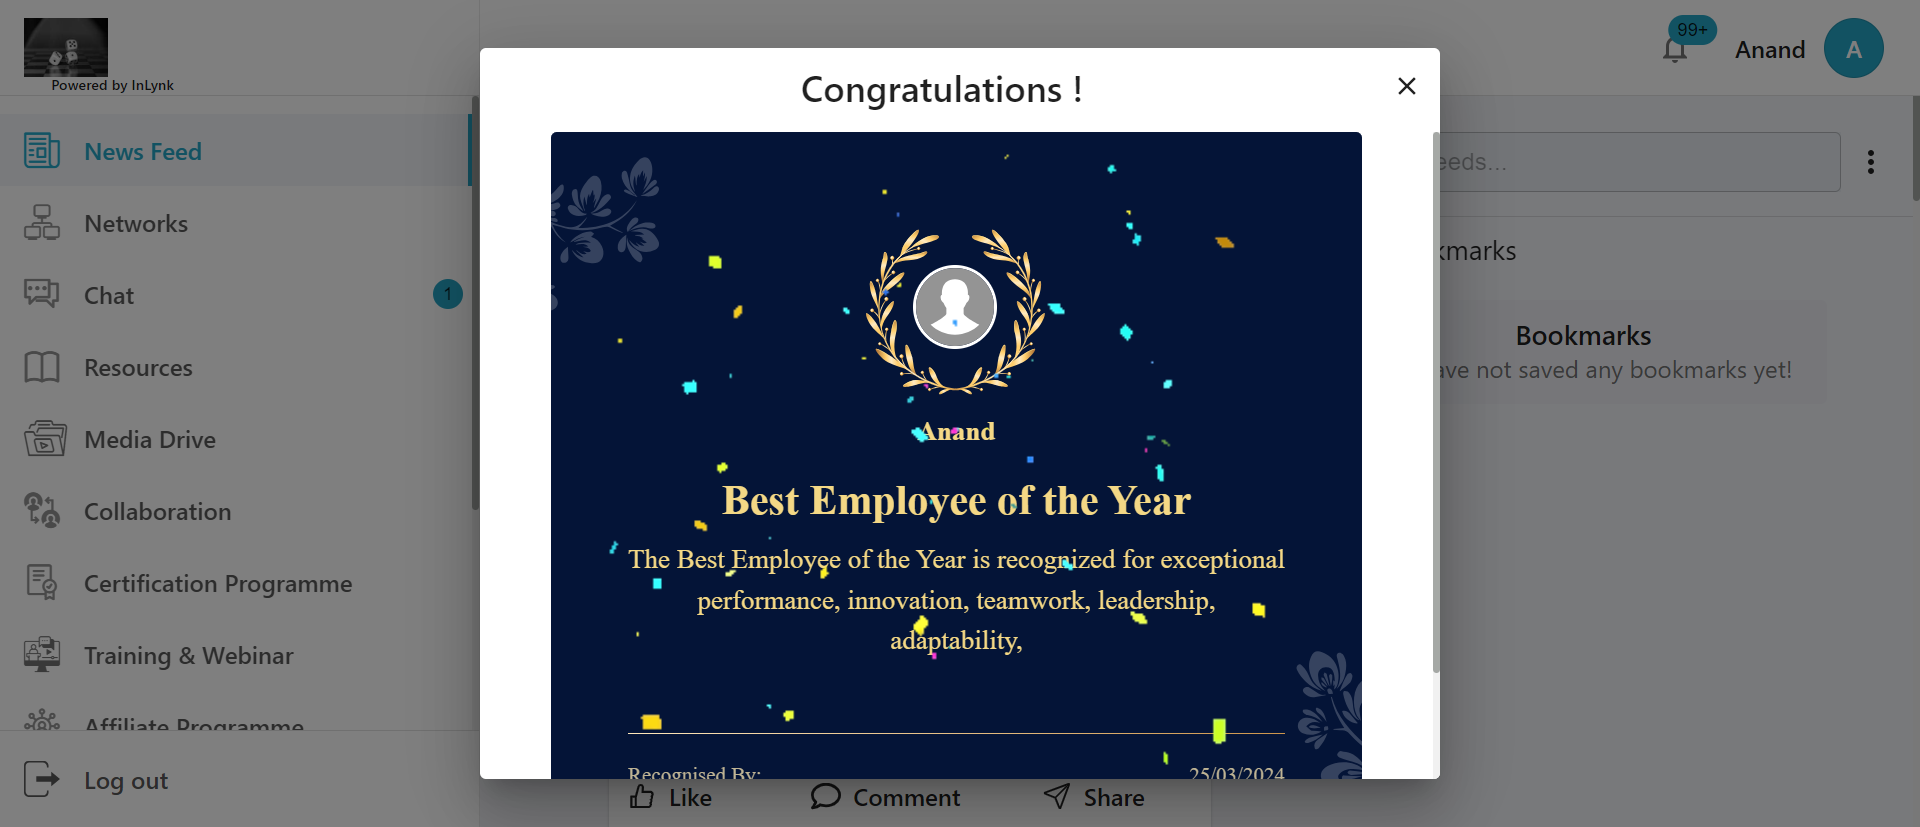 Powered by InLynk
99+
Anand
A
News Feed
Networks
Chat
1
Resources
Media Drive
Collaboration
Certification Programme
Training & Webinar
Affiliate Programme
Log out
Congratulations !
Anand
Best Employee of the Year
The Best Employee of the Year is recognized for exceptional
performance, innovation, teamwork, leadership,
adaptability,
Recognised By:
25/03/2024
Like
Comment
Share
eeds...
kmarks
Bookmarks
ave not saved any bookmarks yet!